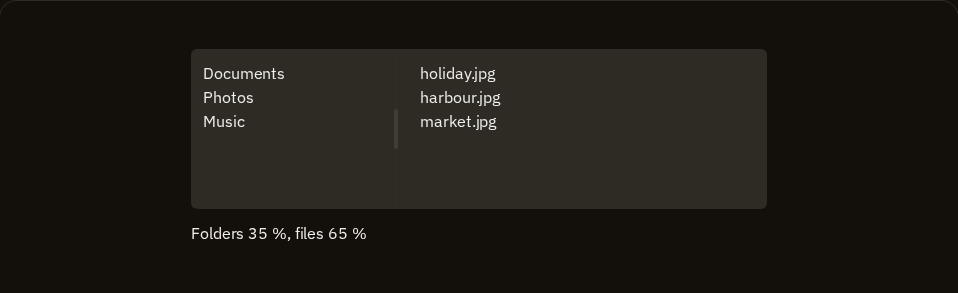 Documents
Photos
Music
holiday.jpg
harbour.jpg
market.jpg
Folders 35 %, files 65 %